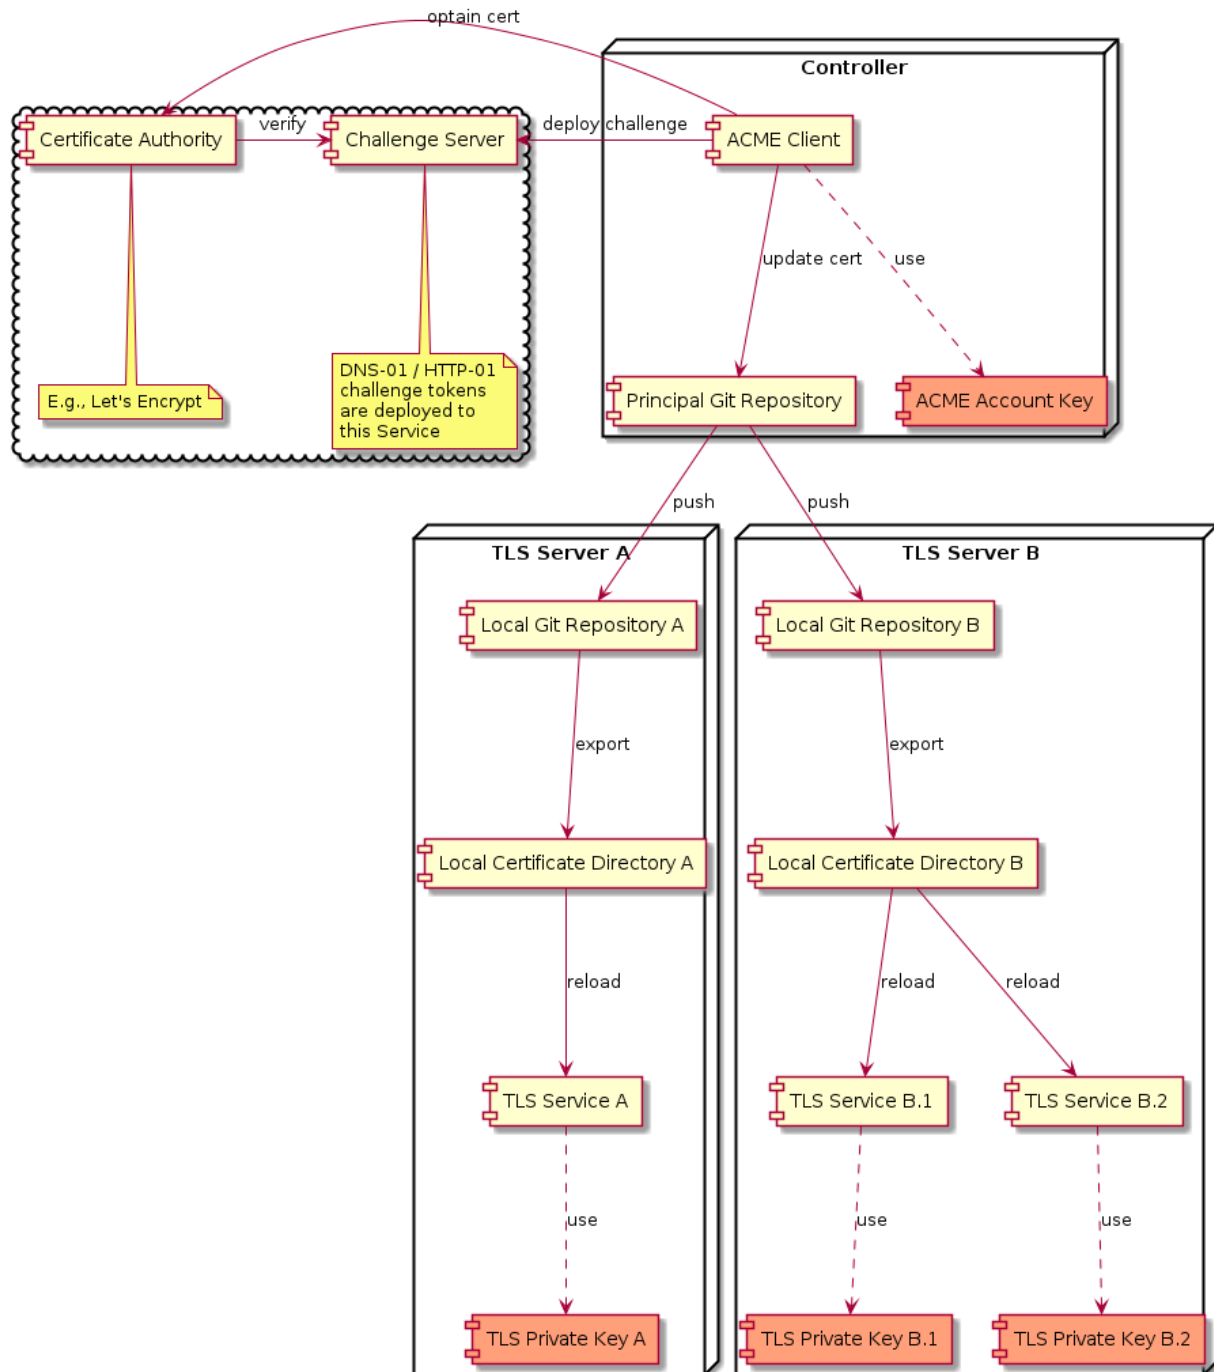 optain cert
Controller
Certificate Authority
verify
Challenge Server
deploy challenge
ACME Client
update cert
use
E.g., Let's Encrypt
DNS-01 / HTTP-01
challenge tokens
are deployed to
this Service
Principal Git Repository
ACME Account Key
push
push
TLS Server A
TLS Server B
Local Git Repository A
Local Git Repository B
export
export
Local Certificate Directory A
Local Certificate Directory B
reload
reload
reload
TLS Service A
TLS Service B.1
TLS Service B.2
use
use
use
TLS Private Key A
TLS Private Key B.1
TLS Private Key B.2